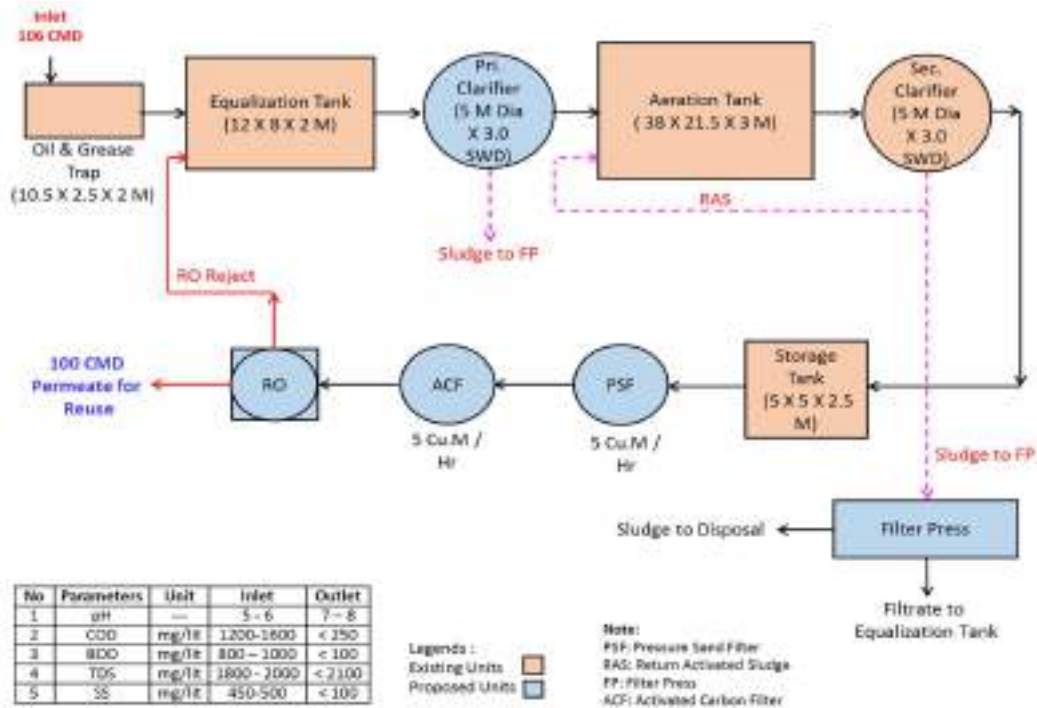 Inlet
106 CMD
Oil & Grease
Trap
(10.5 X 2.5 X 2 M)
Equalization Tank
(12 X 8 X 2 M)
Pri.
Clarifier
(5 M Dia
X 3.0
SWD)
Aeration Tank
( 38 X 21.5 X 3 M)
Sec.
Clarifier
(5 M Dia
X 3.0
SWD)
RAS
Sludge to FP
RO Reject
100 CMD
Permeate for
Reuse
RO
ACF
5 Cu.M /
Hr
PSF
5 Cu.M /
Hr
Storage
Tank
(5 X 5 X 2.5
M)
Sludge to FP
Filter Press
Sludge to Disposal
Filtrate to
Equalization Tank
No Parameters Unit Inlet Outlet
1 pH --- 5 - 6 7 – 8
2 COD mg/lit 1200-1600 < 250
3 BOD mg/lit 800 – 1000 < 100
4 TDS mg/lit 1800 - 2000 < 2100
5 SS mg/lit 450-500 < 100
Legends :
Existing Units
Proposed Units
Note:
PSF: Pressure Sand Filter
RAS: Return Activated Sludge
FP: Filter Press
ACF: Activated Carbon Filter